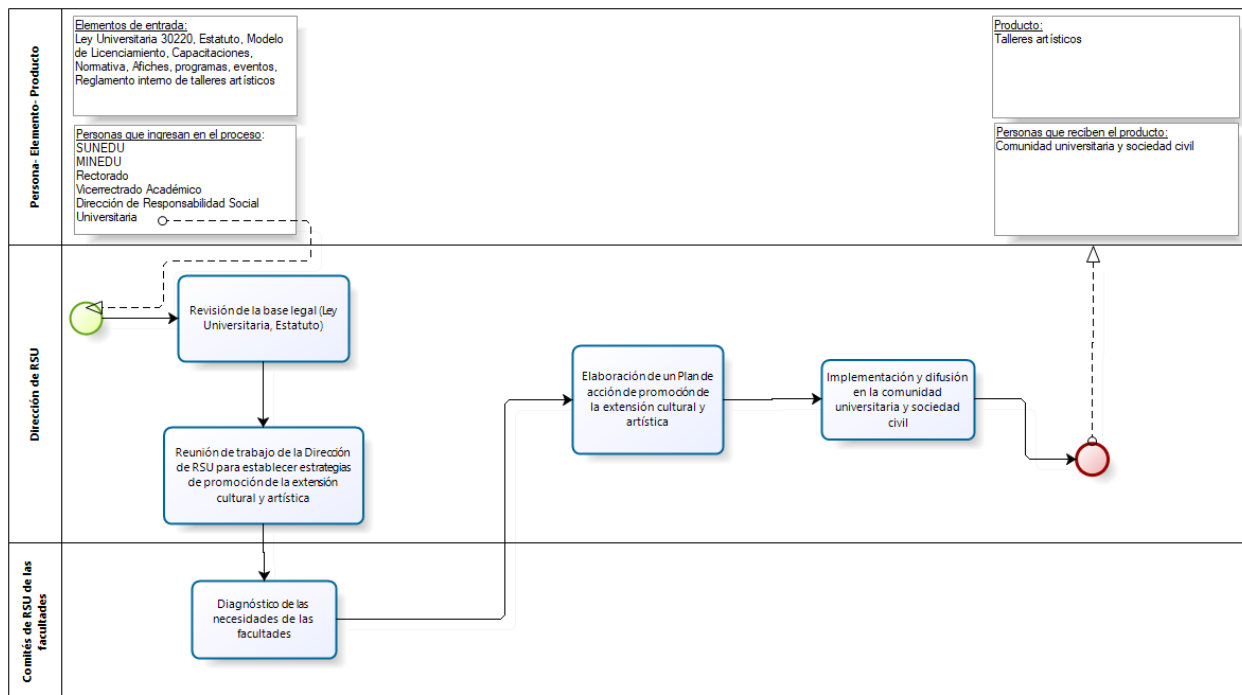 Persona- Elemento- Producto
Elementos de entrada:
Ley Universitaria 30220, Estatuto, Modelo
de Licenciamiento, Capacitaciones,
Normativa, Afiches, programas, eventos,
Reglamento interno de talleres artísticos
Personas que ingresan en el proceso:
SUNEDU
MINEDU
Rectorado
Vicerrectrado Académico
Dirección de Responsabilidad Social
Universitaria
Producto:
Talleres artísticos
Personas que reciben el producto:
Comunidad universitaria y sociedad civil
Dirección de RSU
Revisión de la base legal (Ley
Universitaria, Estatuto)
Reunión de trabajo de la Dirección
de RSU para establecer estrategias
de promoción de la extensión
cultural y artística
Elaboración de un Plan de
acción de promoción de
la extensión cultural y
artística
Implementación y difusión
en la comunidad
universitaria y sociedad
civil
Comités de RSU de las
facultades
Diagnóstico de las
necesidades de las
facultades